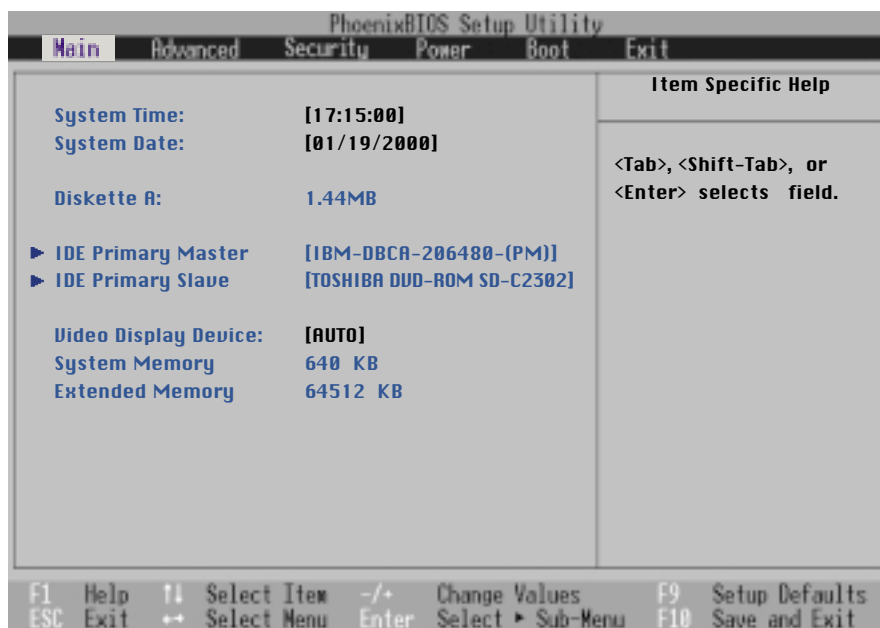 PhoenixBIOS Setup Utility
Main Advanced Security Power Boot Exit
Item Specific Help
System Time: [17:15:00]
System Date: [01/19/2000]
<Tab>, <Shift-Tab>, or
<Enter> selects field.
Diskette A: 1.44MB
▶ IDE Primary Master [IBM-DBCA-206480-(PM)]
▶ IDE Primary Slave [TOSHIBA DVD-ROM SD-C2302]
Video Display Device: [AUTO]
System Memory 640 KB
Extended Memory 64512 KB
F1 Help ↑↓ Select Item -/+ Change Values F9 Setup Defaults
ESC Exit ↔ Select Menu Enter Select ▶ Sub-Menu F10 Save and Exit